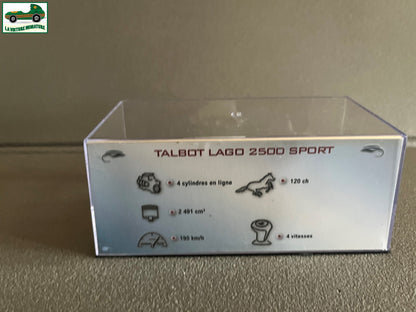 LA VOITURE MINIATURE
TALBOT LAGO 2500 SPORT
4 cylindres en ligne
120 ch
2 491 cm³
195 km/h
4 vitesses